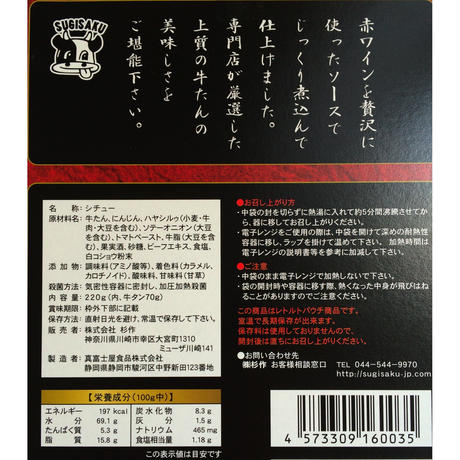 SUGISAKU
赤ワインを贅沢に
使ったソースで
じっくり煮込んで
仕上げました。
専門店が厳選した
上質の牛たんの
美味しさを
ご堪能下さい。
名 称：シチュー
原材料名：牛たん、にんじん、ハヤシルゥ(小麦・牛
肉・大豆を含む)、ソテーオニオン(大豆
を含む)、トマトペースト、牛脂(大豆を含
む)、果実酒、砂糖、ビーフエキス、食塩、
白コショウ粉末
添 加 物：調味料(アミノ酸等)、着色料(カラメル、
カロチノイド)、酸味料、甘味料(甘草)
殺菌方法：気密性容器に密封し、加圧加熱殺菌
内 容 量：220g(内、牛タン70g)
賞味期限：枠外下部に記載
保存方法：直射日光を避け、常温で保存して下さい。
販 売 者：株式会社 杉作
神奈川県川崎市幸区大宮町1310
ミューザ川崎141
製 造 者：真富士屋食品株式会社
静岡県静岡市駿河区中野新田123番地
【栄養成分(100g中)】
エネルギー 197 kcal 炭水化物 8.3 g
水 分 69.1 g 灰 分 1.5 g
たんぱく質 5.3 g ナトリウム 465 mg
脂 質 15.8 g 食塩相当量 1.18 g
この表示値は目安です
●お召し上がり方
・中袋の封を切らずに熱湯に入れて約5分間沸騰させてか
ら、器に移してお召し上がり下さい。
・電子レンジをご使用の際は、中袋を開けて深めの耐熱性
容器に移し、ラップを掛けて温めて下さい。 加熱時間は
電子レンジの説明書等を参考に加減して下さい。
●ご注意
・中袋のまま電子レンジで加熱しないで下さい。
・袋の開封時や容器に移す際、熱くなった中身が飛びはね
ることがありますのでご注意下さい。
この商品はレトルトパウチ商品です。
室温で長期保存が出来ます。
保存料は使用しておりませんので、
開封後は直ちにお召し上がり下さい。
●お問い合わせ先
㈱杉作 お客様相談窓口 TEL 044-544-9970
http://sugisaku-jp.com
4 573309 160035